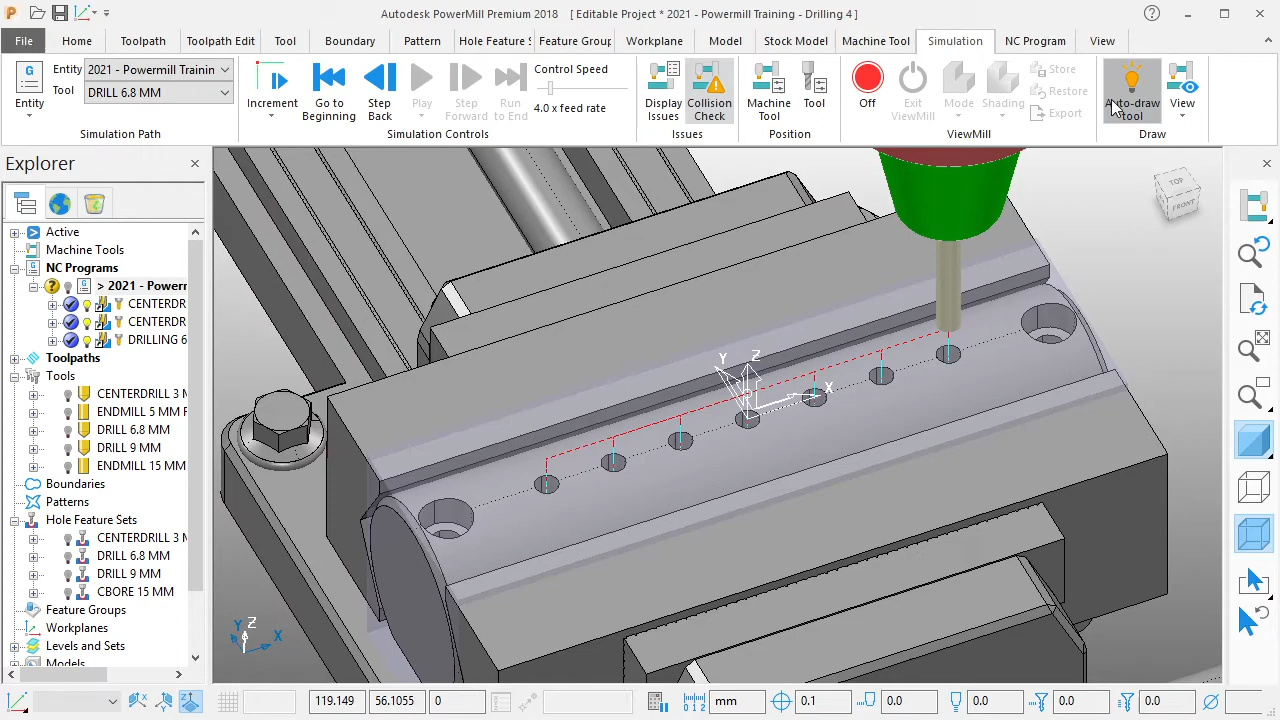 Autodesk PowerMill Premium 2018 [ Editable Project * 2021 - Powermill Training - Drilling 4 ]
File Home Toolpath Toolpath Edit Tool Boundary Pattern Hole Feature S Feature Group Workplane Model Stock Model Machine Tool Simulation NC Program View
Entity
Entity 2021 - Powermill Trainin
Tool DRILL 6.8 MM
Simulation Path
Increment
Go to Beginning
Step Back
Play
Step Forward
Run to End
Control Speed
4.0 x feed rate
Simulation Controls
Display Issues
Collision Check
Issues
Machine Tool
Tool
Position
Off
Exit ViewMill
Mode
Shading
Store
Restore
Export
ViewMill
Auto-draw tool
View
Draw
Explorer
Active
Machine Tools
NC Programs
> 2021 - Powerm
CENTERDR
CENTERDR
DRILLING 6
Toolpaths
Tools
CENTERDRILL 3 M
ENDMILL 5 MM F
DRILL 6.8 MM
DRILL 9 MM
ENDMILL 15 MM
Boundaries
Patterns
Hole Feature Sets
CENTERDRILL 3 M
DRILL 6.8 MM
DRILL 9 MM
CBORE 15 MM
Feature Groups
Workplanes
Levels and Sets
Models
TOP
FRONT
Y Z
X
Y Z
X
119.149 56.1055 0 mm 0.1 0.0 0.0 0.0 0.0